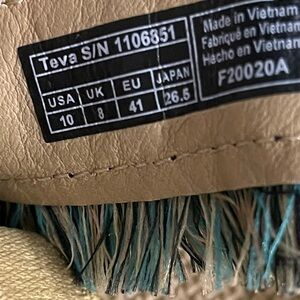 Teva S/N 1106851
USA UK EU JAPAN
10 8 41 26.5
Made in Vietnam
Fabriqué en Vietnam
Hecho en Vietnam
F20020A